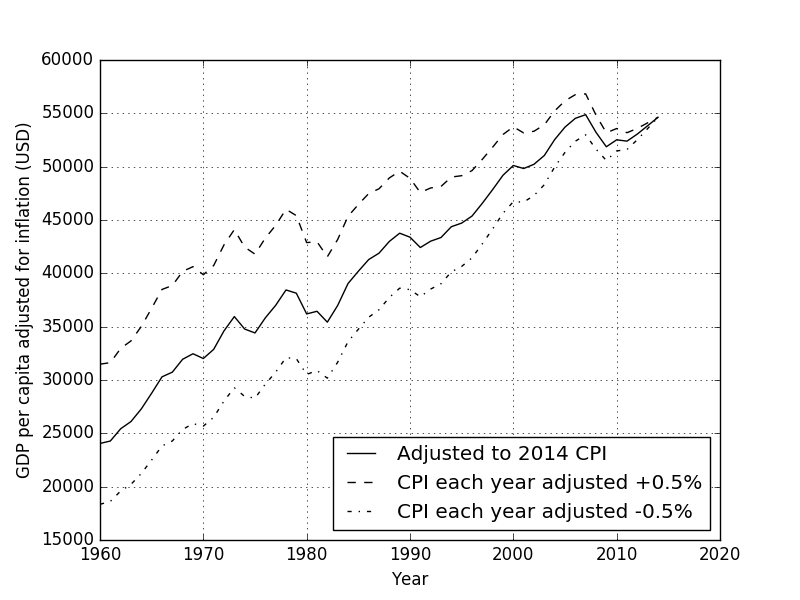 60000
55000
50000
45000
40000
35000
30000
25000
20000
15000
GDP per capita adjusted for inflation (USD)
Adjusted to 2014 CPI
CPI each year adjusted +0.5%
CPI each year adjusted -0.5%
1960 1970 1980 1990 2000 2010 2020
Year